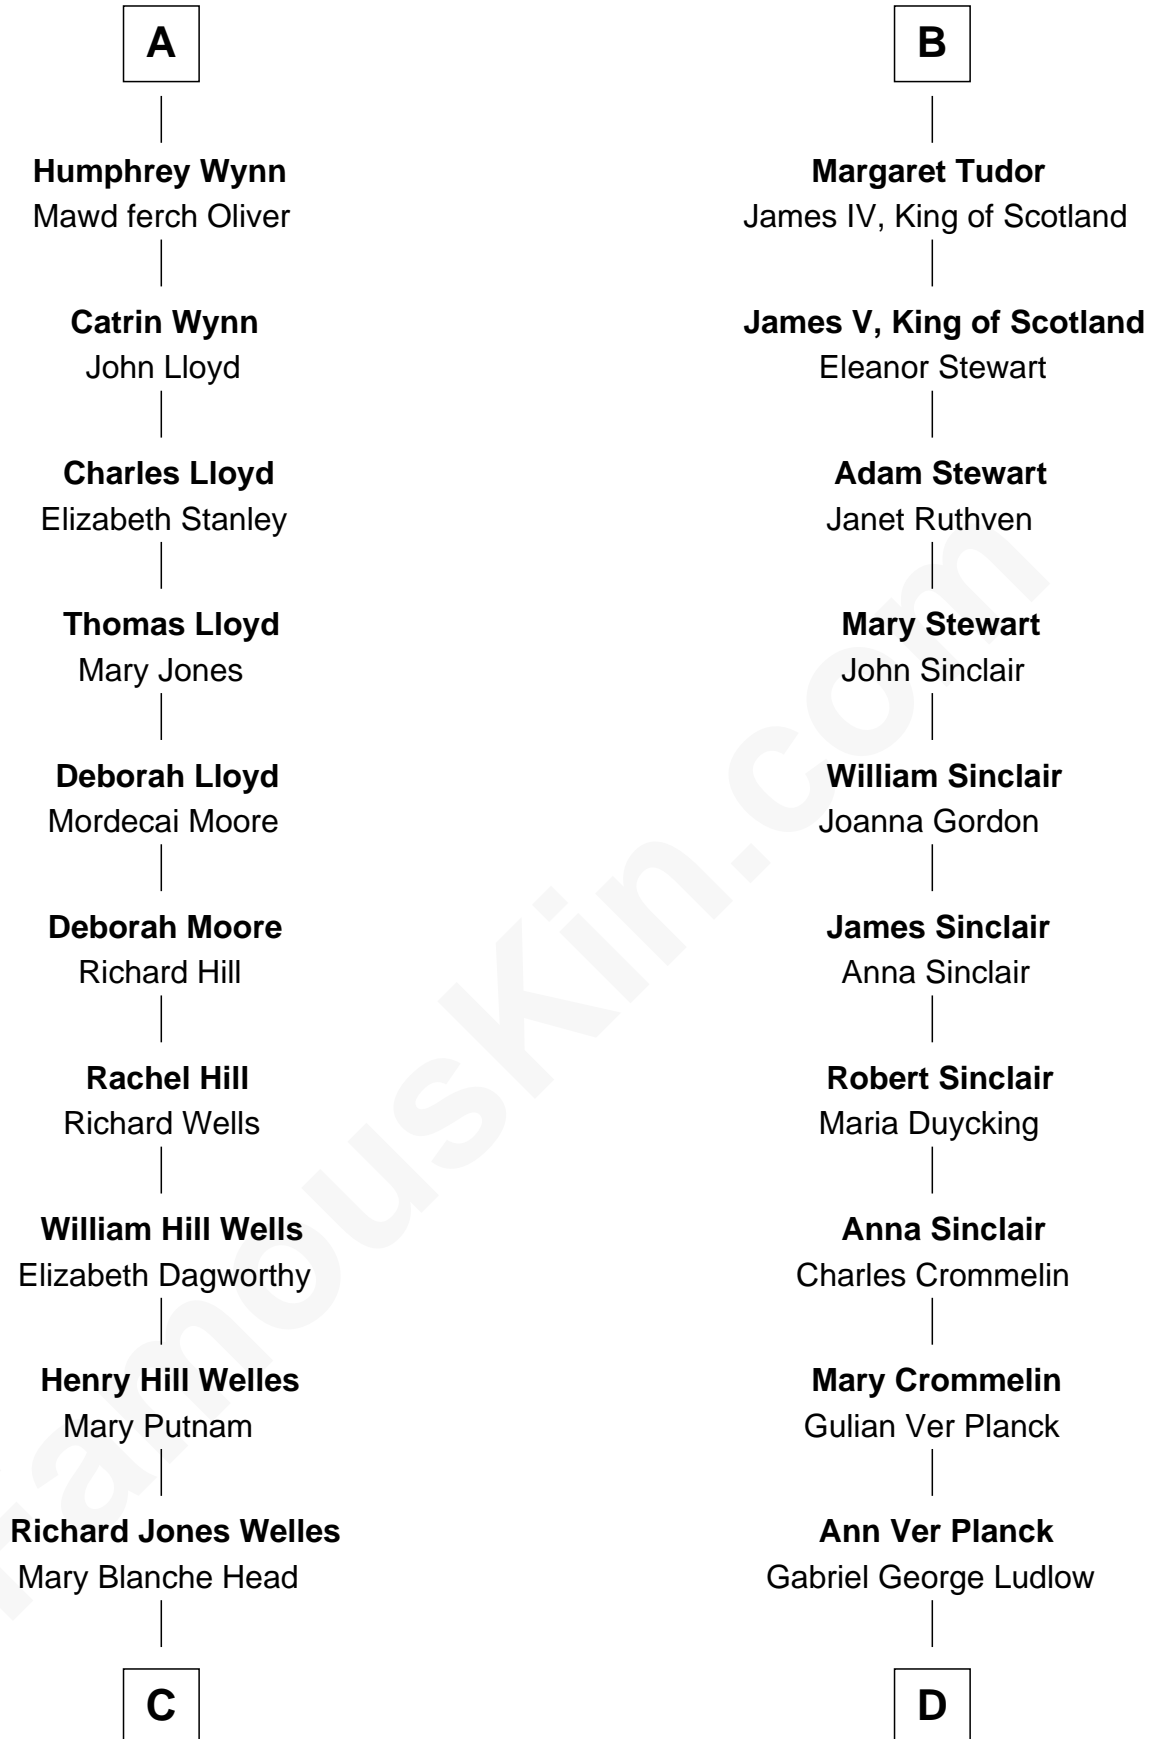 A
Humphrey Wynn
Mawd ferch Oliver
Catrin Wynn
John Lloyd
Charles Lloyd
Elizabeth Stanley
Thomas Lloyd
Mary Jones
Deborah Lloyd
Mordecai Moore
Deborah Moore
Richard Hill
Rachel Hill
Richard Wells
William Hill Wells
Elizabeth Dagworthy
Henry Hill Welles
Mary Putnam
Richard Jones Welles
Mary Blanche Head
C
B
Margaret Tudor
James IV, King of Scotland
James V, King of Scotland
Eleanor Stewart
Adam Stewart
Janet Ruthven
Mary Stewart
John Sinclair
William Sinclair
Joanna Gordon
James Sinclair
Anna Sinclair
Robert Sinclair
Maria Duycking
Anna Sinclair
Charles Crommelin
Mary Crommelin
Gulian Ver Planck
Ann Ver Planck
Gabriel George Ludlow
D
FamousKin.com